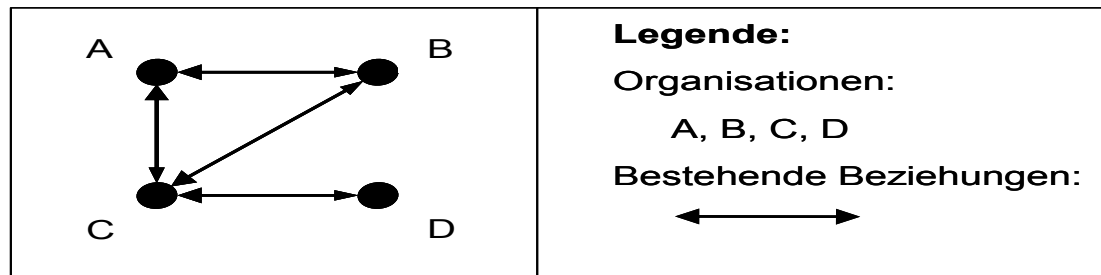 A
B
C
D
Legende:
Organisationen:
A, B, C, D
Bestehende Beziehungen: